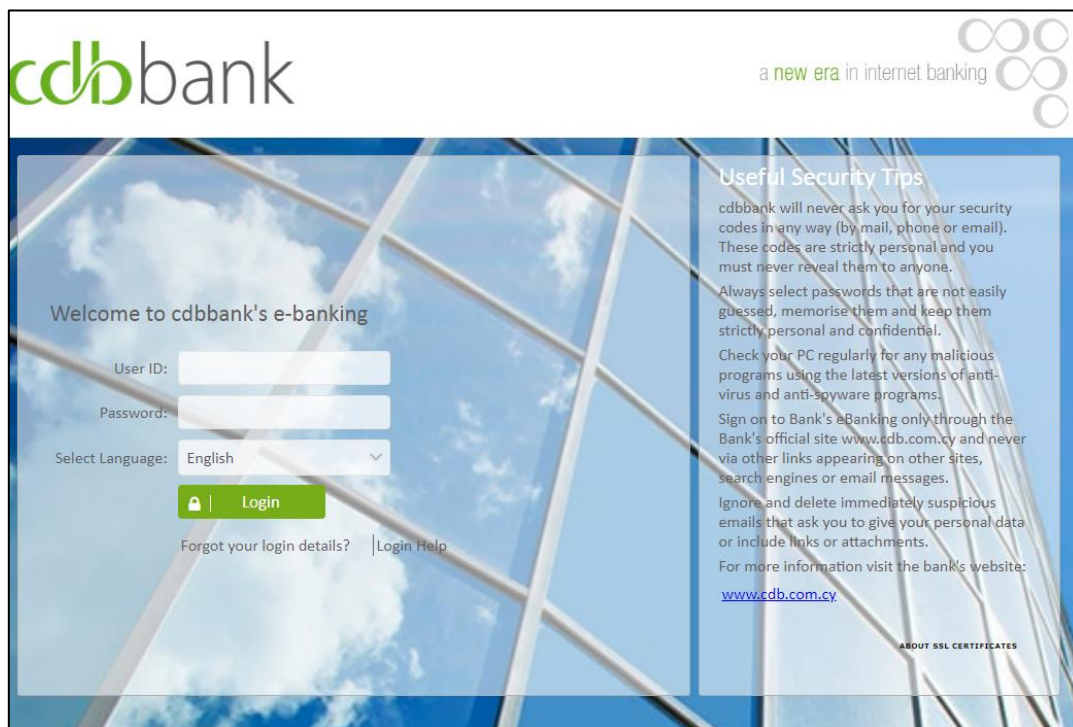 cdbbank
a new era in internet banking
Welcome to cdbbank's e-banking
User ID:
Password:
Select Language: English
Login
Forgot your login details? Login Help
Useful Security Tips
cdbbank will never ask you for your security
codes in any way (by mail, phone or email).
These codes are strictly personal and you
must never reveal them to anyone.
Always select passwords that are not easily
guessed, memorise them and keep them
strictly personal and confidential.
Check your PC regularly for any malicious
programs using the latest versions of anti-
virus and anti-spyware programs.
Sign on to Bank's eBanking only through the
Bank's official site www.cdb.com.cy and never
via other links appearing on other sites,
search engines or email messages.
Ignore and delete immediately suspicious
emails that ask you to give your personal data
or include links or attachments.
For more information visit the bank's website:
www.cdb.com.cy
ABOUT SSL CERTIFICATES